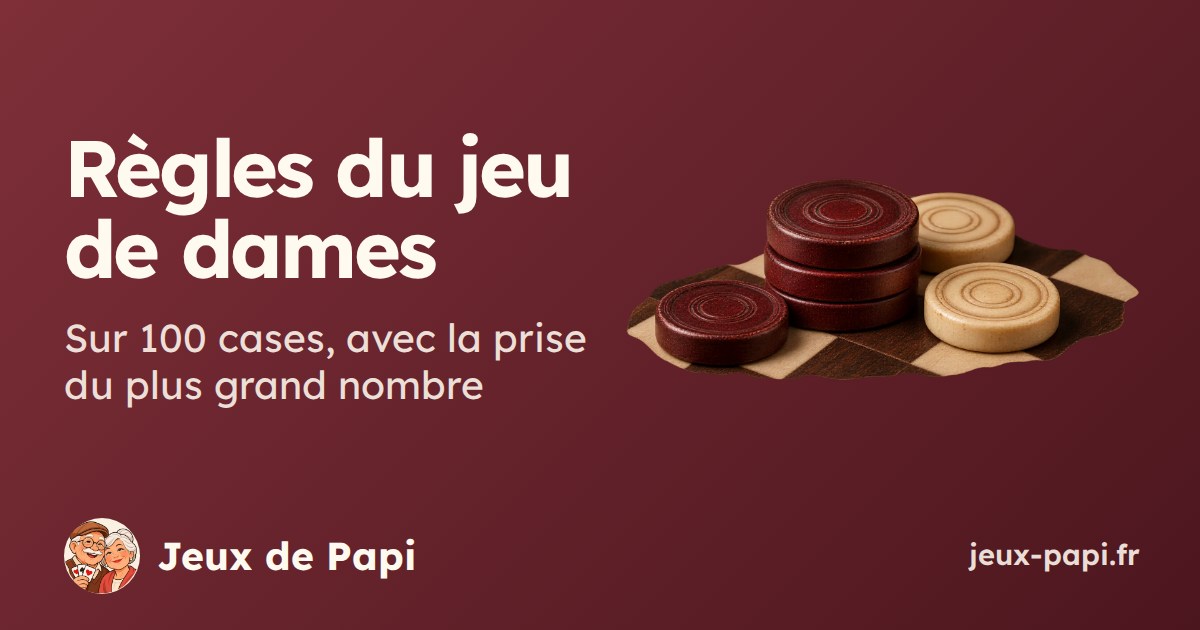 Règles du jeu
de dames
Sur 100 cases, avec la prise
du plus grand nombre
Jeux de Papi
jeux-papi.fr